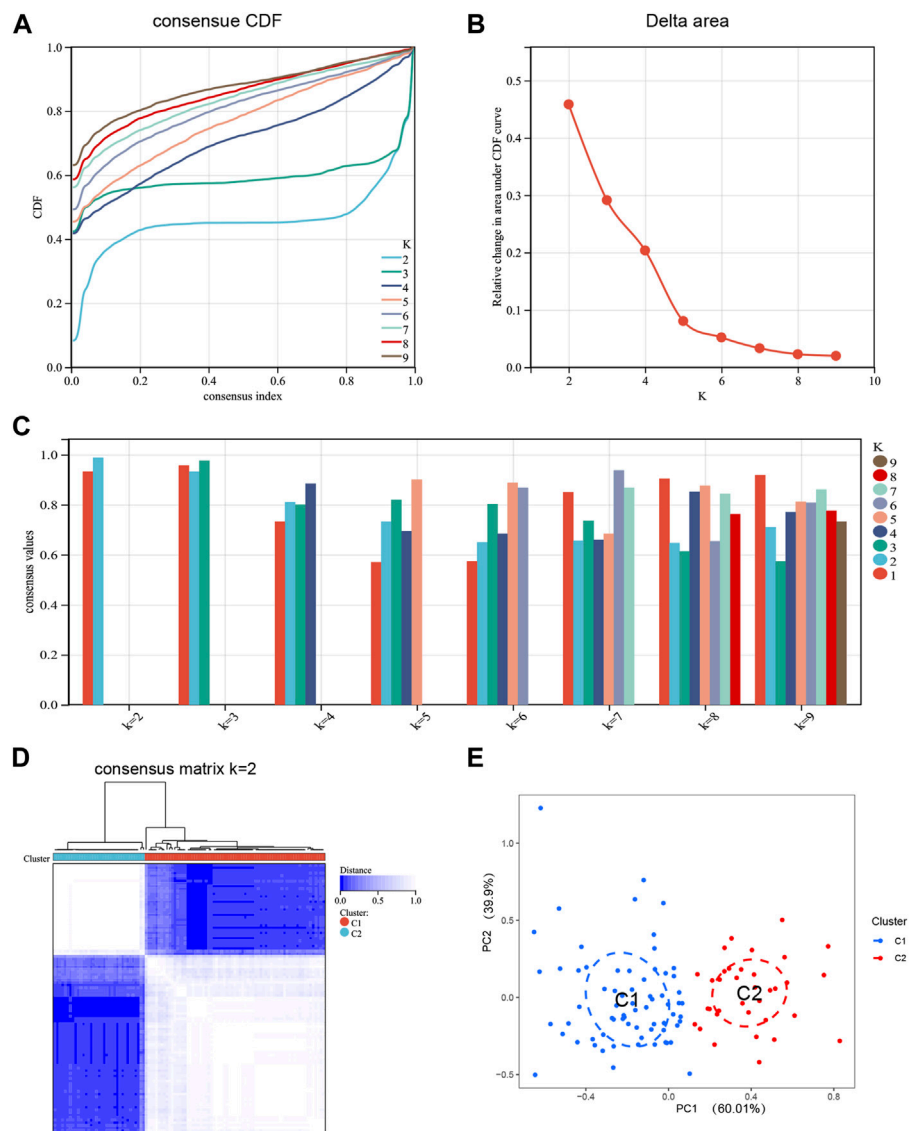 A
consensue CDF
1.0
0.8
0.6
0.4
0.2
0.0
CDF
0.0 0.2 0.4 0.6 0.8 1.0
consensus index
K
2
3
4
5
6
7
8
9
B
Delta area
0.5
0.4
0.3
0.2
0.1
0.0
Relative change in area under CDF curve
2 4 6 8 10
K
C
1.0
0.8
0.6
0.4
0.2
0.0
consensus values
k=2 k=3 k=4 k=5 k=6 k=7 k=8 k=9
K
9
8
7
6
5
4
3
2
1
D
consensus matrix k=2
Cluster
Distance
0.0 0.5 1.0
Cluster:
C1
C2
E
1.0
0.5
0.0
−0.5
PC2 (39.9%)
C1
C2
−0.4 0.0 0.4 0.8
PC1 (60.01%)
Cluster
C1
C2